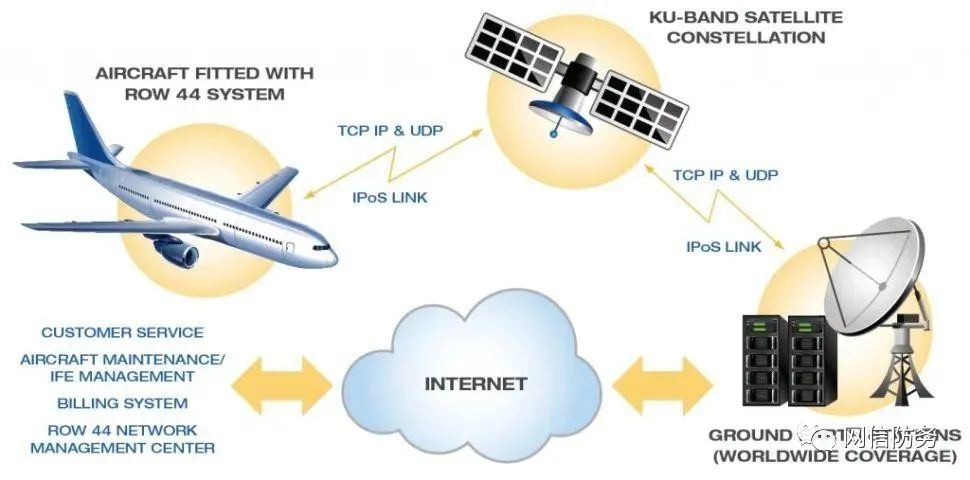 KU-BAND SATELLITE
CONSTELLATION
AIRCRAFT FITTED WITH
ROW 44 SYSTEM
TCP IP & UDP
IPoS LINK
TCP IP & UDP
IPoS LINK
CUSTOMER SERVICE
AIRCRAFT MAINTENANCE/
IFE MANAGEMENT
BILLING SYSTEM
ROW 44 NETWORK
MANAGEMENT CENTER
INTERNET
GROUND
(WORLDWIDE COVERAGE)
网信防务